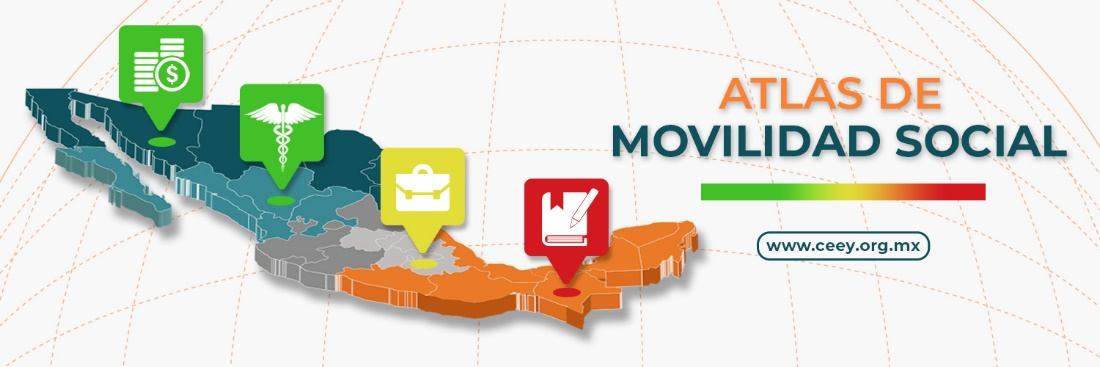 $
ATLAS DE
MOVILIDAD SOCIAL
www.ceey.org.mx